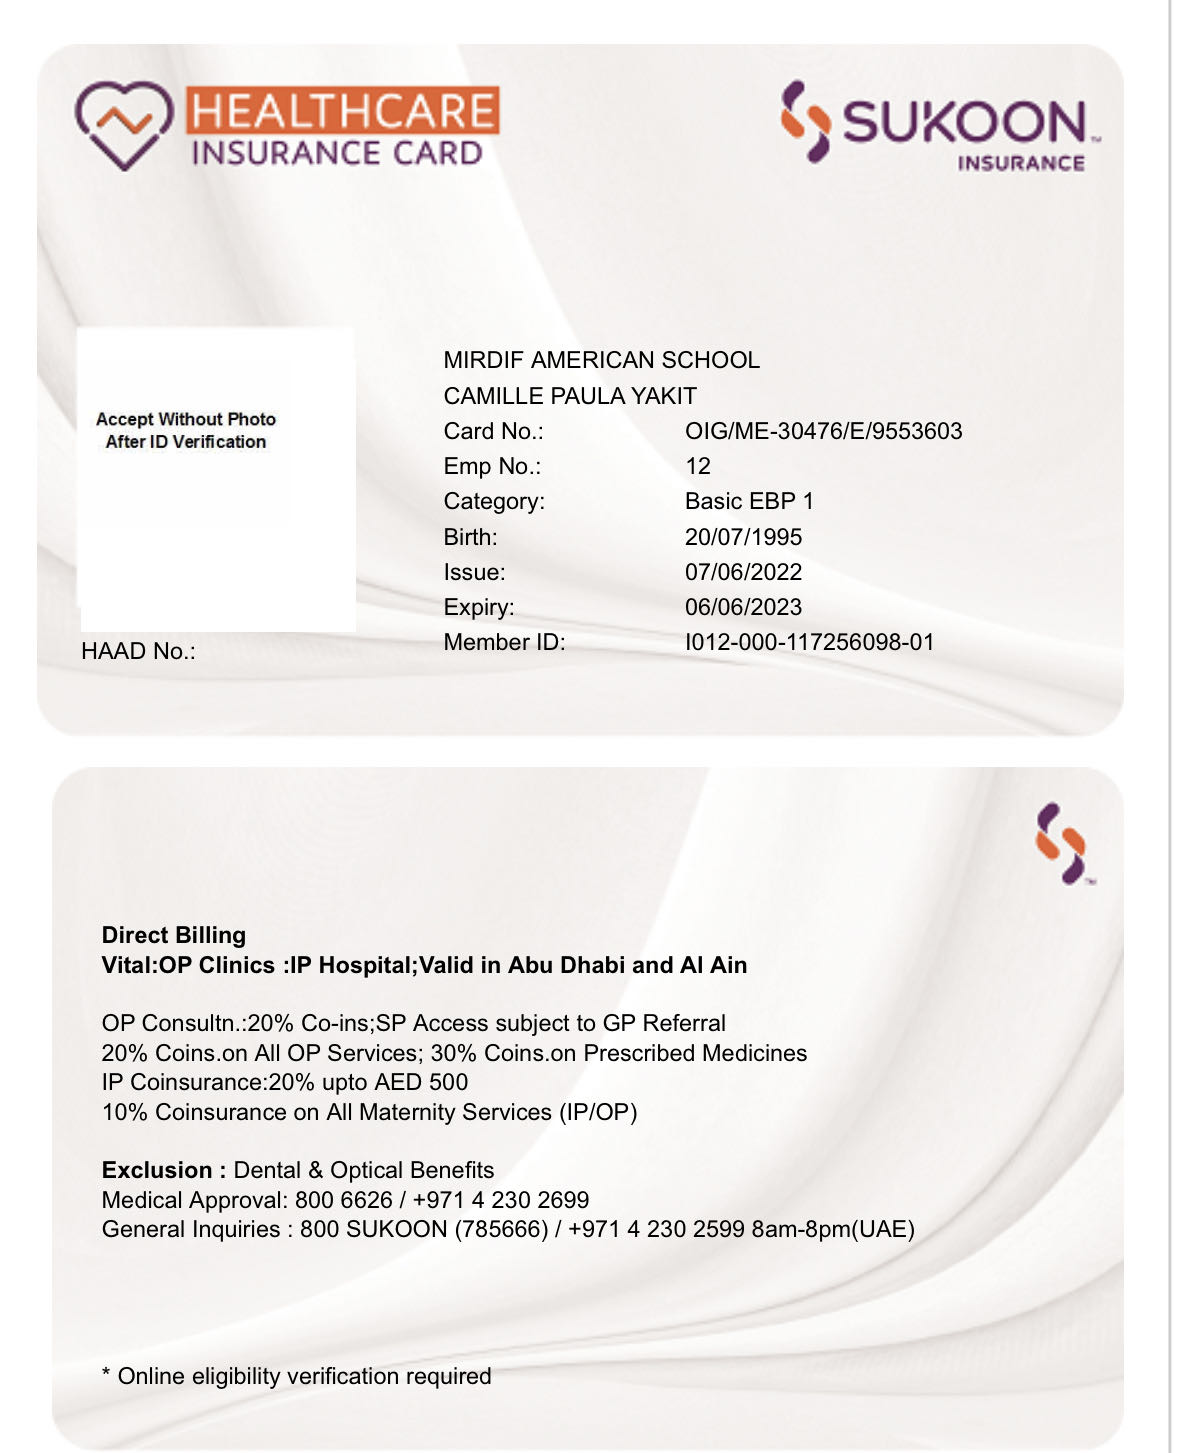 HEALTHCARE
INSURANCE CARD
SUKOON™
INSURANCE
Accept Without Photo
After ID Verification
HAAD No.:
MIRDIF AMERICAN SCHOOL
CAMILLE PAULA YAKIT
Card No.: OIG/ME-30476/E/9553603
Emp No.: 12
Category: Basic EBP 1
Birth: 20/07/1995
Issue: 07/06/2022
Expiry: 06/06/2023
Member ID: I012-000-117256098-01
™
Direct Billing
Vital:OP Clinics :IP Hospital;Valid in Abu Dhabi and Al Ain
OP Consultn.:20% Co-ins;SP Access subject to GP Referral
20% Coins.on All OP Services; 30% Coins.on Prescribed Medicines
IP Coinsurance:20% upto AED 500
10% Coinsurance on All Maternity Services (IP/OP)
Exclusion : Dental & Optical Benefits
Medical Approval: 800 6626 / +971 4 230 2699
General Inquiries : 800 SUKOON (785666) / +971 4 230 2599 8am-8pm(UAE)
* Online eligibility verification required